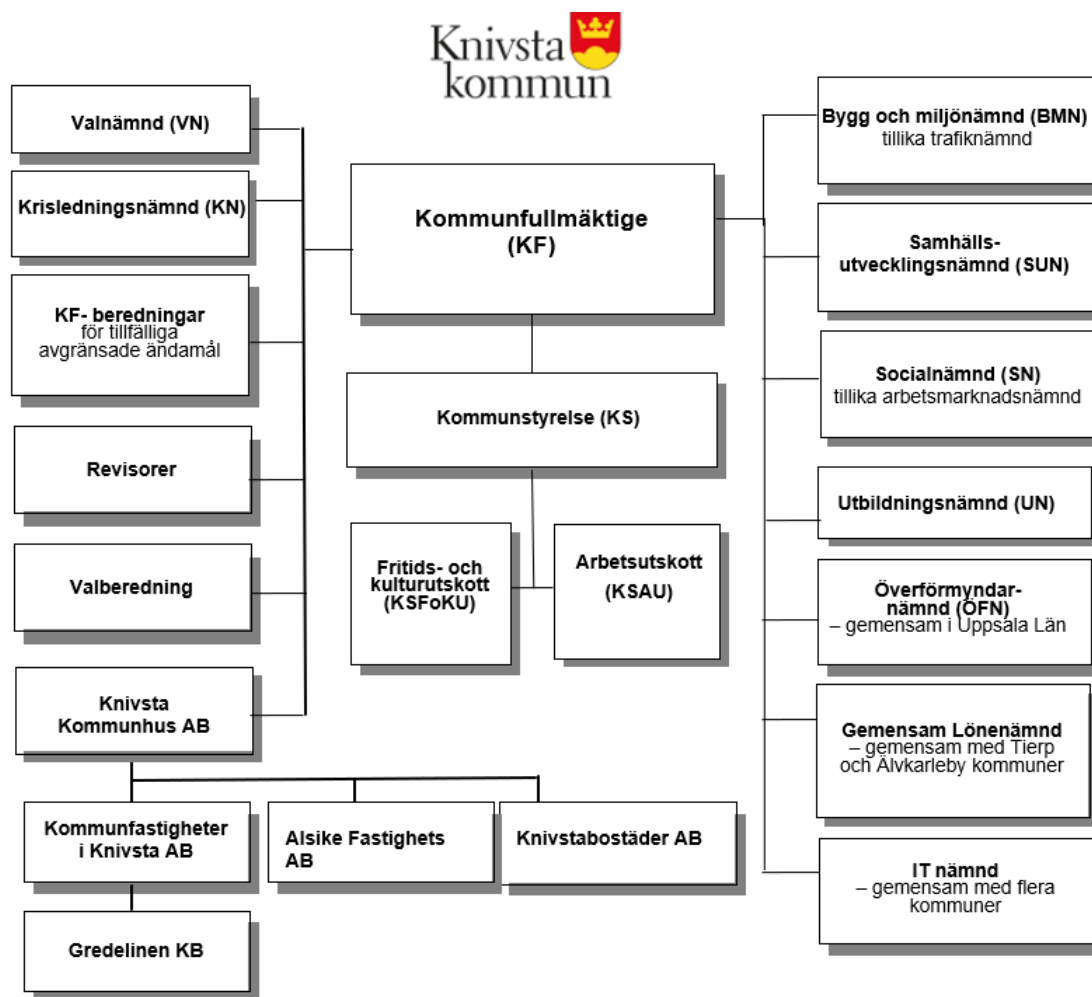 Knivsta
kommun
Valnämnd (VN)
Krisledningsnämnd (KN)
KF- beredningar
för tillfälliga
avgränsade ändamål
Revisorer
Valberedning
Knivsta
Kommunhus AB
Kommunfastigheter
i Knivsta AB
Alsike Fastighets
AB
Knivstabostäder AB
Gredelinen KB
Kommunfullmäktige
(KF)
Kommunstyrelse (KS)
Fritids- och
kulturutskott
(KSFoKU)
Arbetsutskott
(KSAU)
Bygg och miljönämnd (BMN)
tillika trafiknämnd
Samhälls-
utvecklingsnämnd (SUN)
Socialnämnd (SN)
tillika arbetsmarknadsnämnd
Utbildningsnämnd (UN)
Överförmyndar-
nämnd (ÖFN)
– gemensam i Uppsala Län
Gemensam Lönenämnd
– gemensam med Tierp
och Älvkarleby kommuner
IT nämnd
– gemensam med flera
kommuner